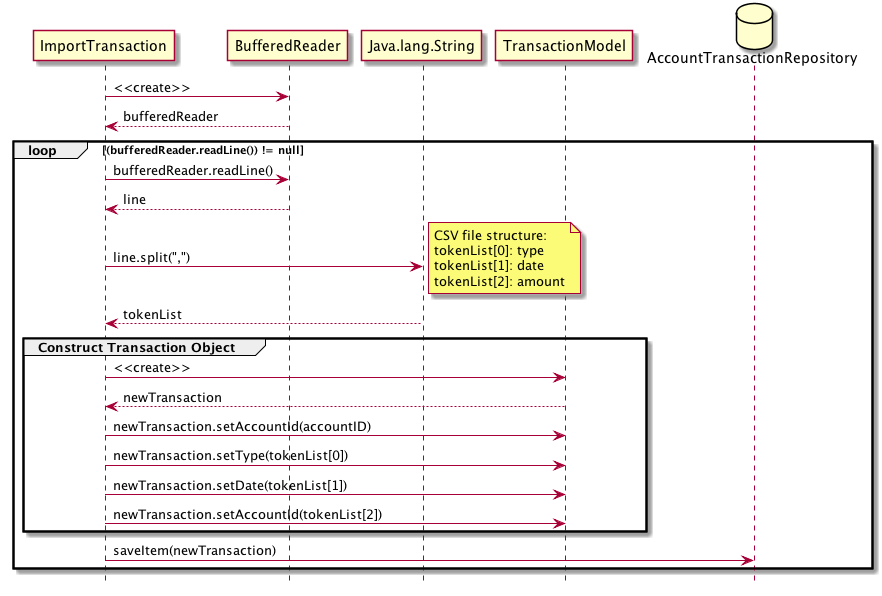 ImportTransaction
BufferedReader
Java.lang.String
TransactionModel
AccountTransactionRepository
<<create>>
bufferedReader
loop
[(bufferedReader.readLine()) != null]
bufferedReader.readLine()
line
CSV file structure:
tokenList[0]: type
tokenList[1]: date
tokenList[2]: amount
line.split(",")
tokenList
Construct Transaction Object
<<create>>
newTransaction
newTransaction.setAccountId(accountID)
newTransaction.setType(tokenList[0])
newTransaction.setDate(tokenList[1])
newTransaction.setAccountId(tokenList[2])
saveItem(newTransaction)